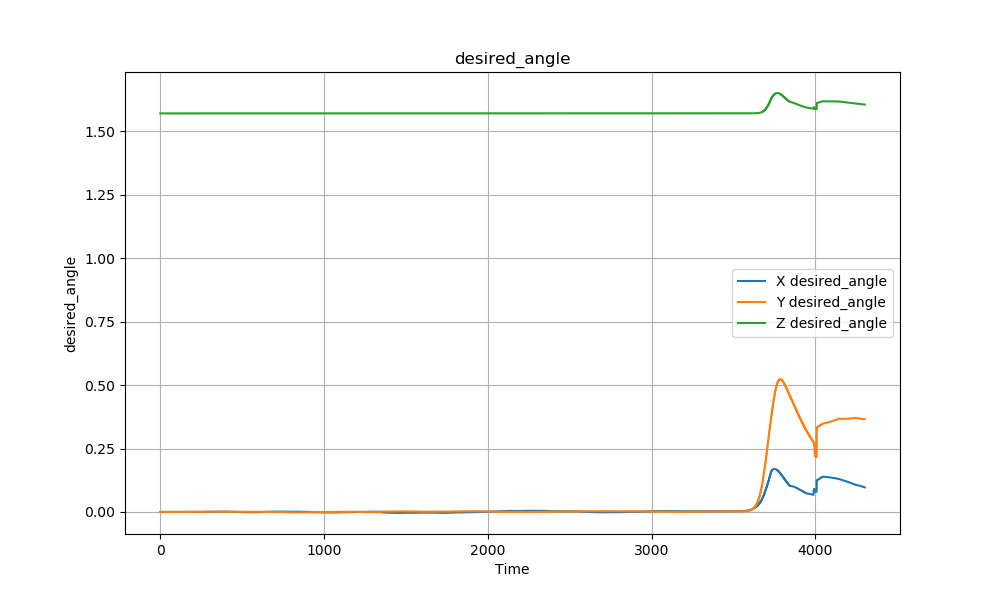 desired_angle
1.50
1.25
1.00
0.75
0.50
0.25
0.00
desired_angle
X desired_angle
Y desired_angle
Z desired_angle
0 1000 2000 3000 4000
Time